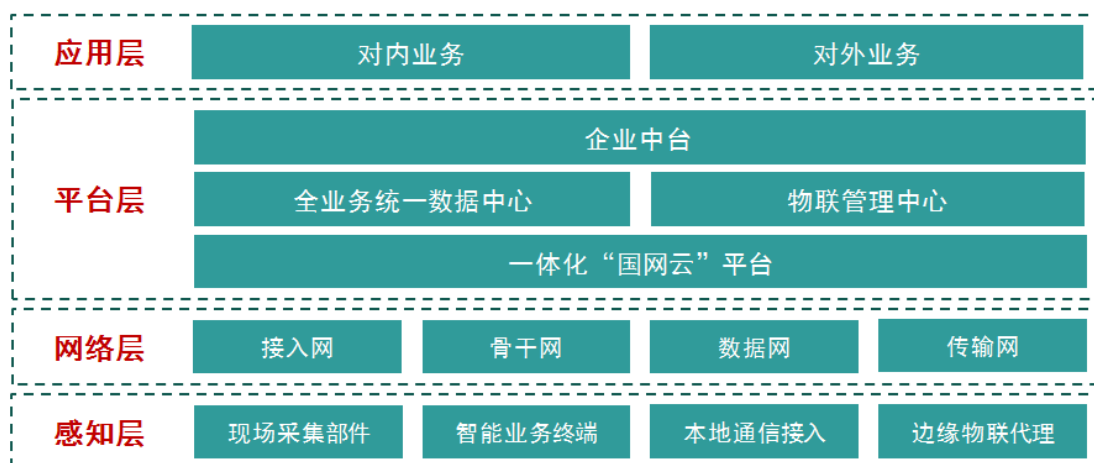 应用层
对内业务
对外业务
平台层
企业中台
全业务统一数据中心
物联管理中心
一体化“国网云”平台
网络层
接入网
骨干网
数据网
传输网
感知层
现场采集部件
智能业务终端
本地通信接入
边缘物联代理